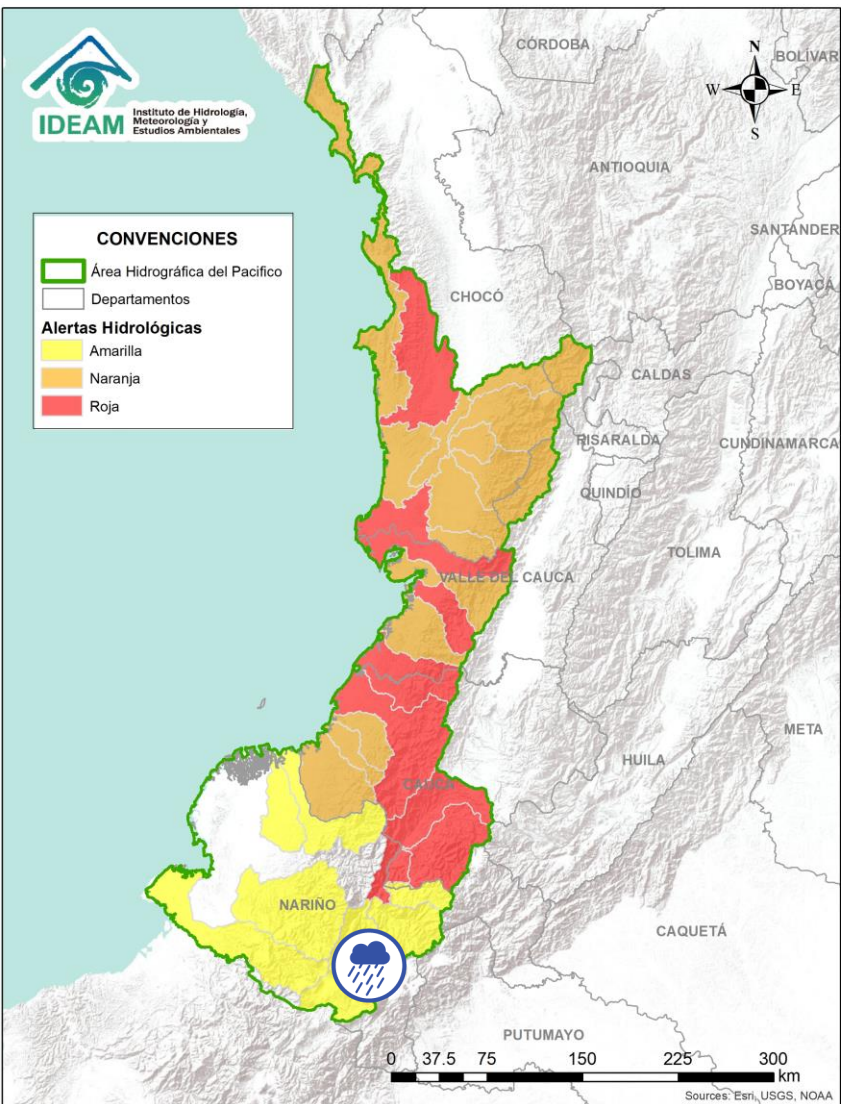 IDEAM
Instituto de Hidrología,
Meteorología y
Estudios Ambientales
CONVENCIONES
Área Hidrográfica del Pacifico
Departamentos
Alertas Hidrológicas
Amarilla
Naranja
Roja
N
W E
S
CÓRDOBA
BOLÍVAR
ANTIOQUIA
SANTANDER
BOYACÁ
CHOCÓ
CALDAS
RISARALDA
CUNDINAMARCA
QUINDÍO
TOLIMA
VALLE DEL CAUCA
META
HUILA
CAUCA
NARIÑO
CAQUETÁ
PUTUMAYO
0 37.5 75 150 225 300
km
Sources: Esri, USGS, NOAA